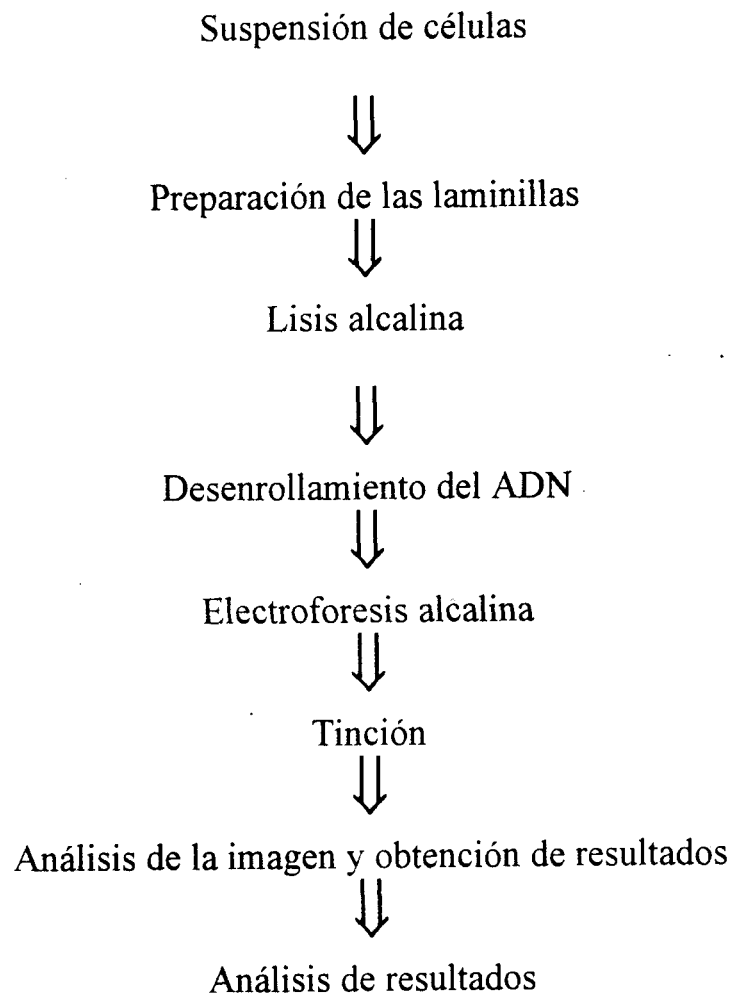 Suspensión de células
Preparación de las laminillas
Lisis alcalina
Desenrollamiento del ADN
Electroforesis alcalina
Tinción
Análisis de la imagen y obtención de resultados
Análisis de resultados